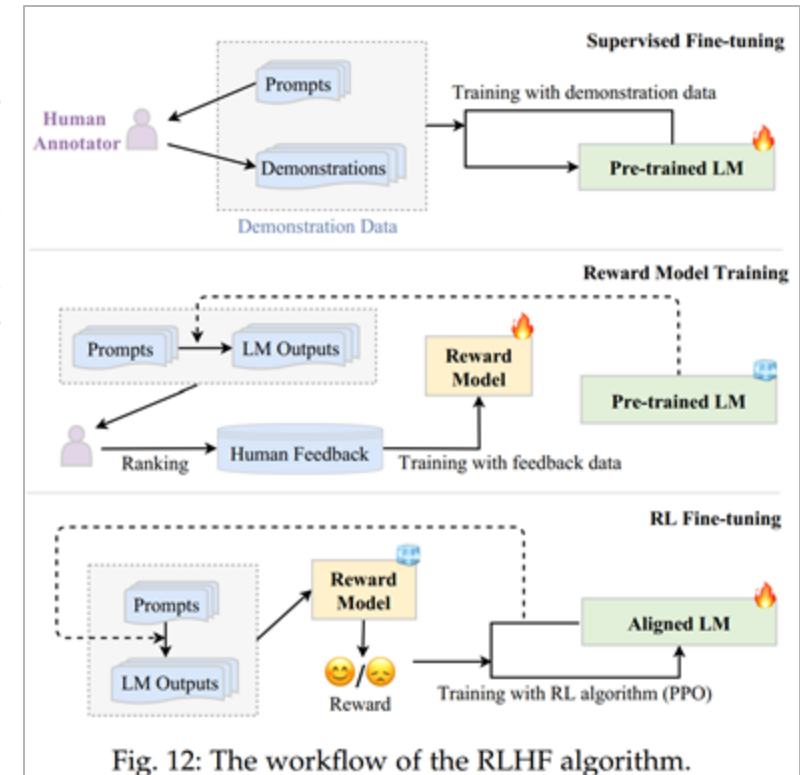 Supervised Fine-tuning
Prompts
Training with demonstration data
Human
Annotator
Demonstrations
Pre-trained LM
Demonstration Data
Reward Model Training
Prompts
LM Outputs
Reward
Model
Pre-trained LM
Ranking
Human Feedback
Training with feedback data
RL Fine-tuning
Reward
Model
Prompts
Aligned LM
LM Outputs
Reward
Training with RL algorithm (PPO)
Fig. 12: The workflow of the RLHF algorithm.